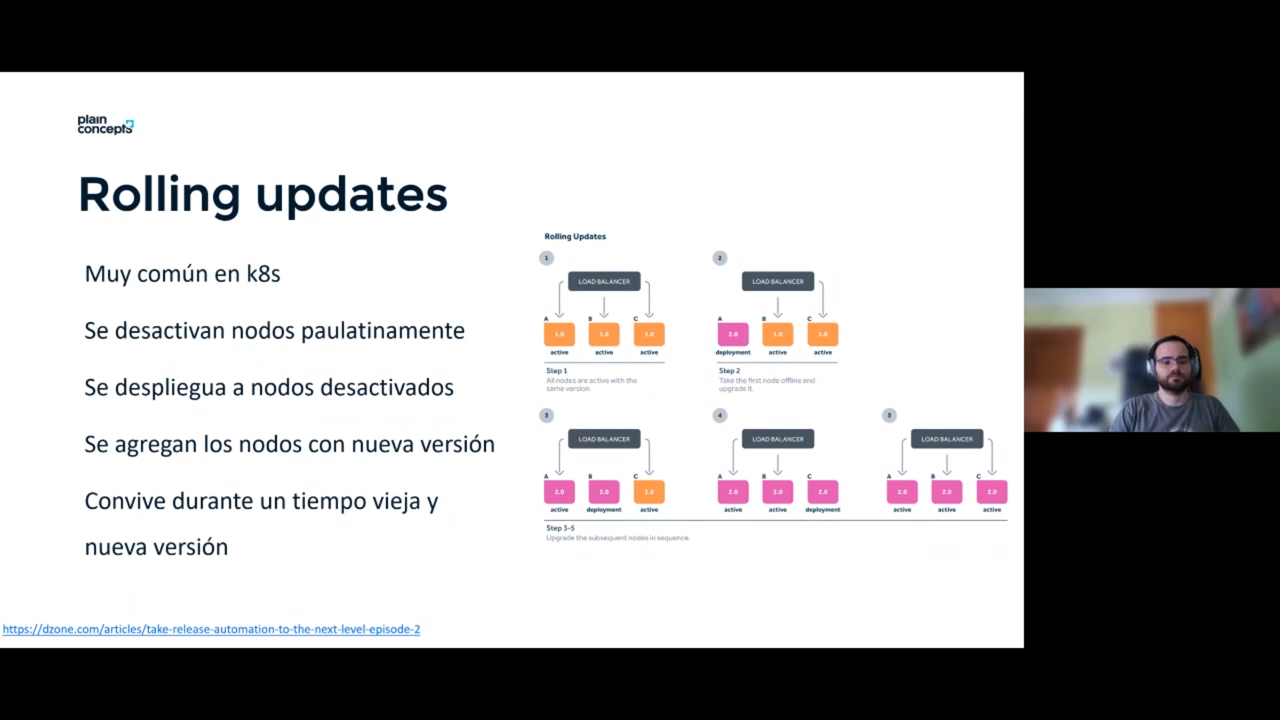 plain
concepts
Rolling updates
Muy común en k8s
Se desactivan nodos paulatinamente
Se despliegua a nodos desactivados
Se agregan los nodos con nueva versión
Convive durante un tiempo vieja y
nueva versión
https://dzone.com/articles/take-release-automation-to-the-next-level-episode-2
Rolling Updates
1
LOAD BALANCER
A B C
1.0 1.0 1.0
active active active
Step 1
All nodes are active with the
same version.
2
LOAD BALANCER
A B C
2.0 1.0 1.0
deployment active active
Step 2
Take the first node offline and
upgrade it.
3
LOAD BALANCER
A B C
2.0 2.0 1.0
active deployment active
4
LOAD BALANCER
A B C
2.0 2.0 2.0
active active deployment
5
LOAD BALANCER
A B C
2.0 2.0 2.0
active active active
Step 3-5
Upgrade the subsequent nodes in sequence.